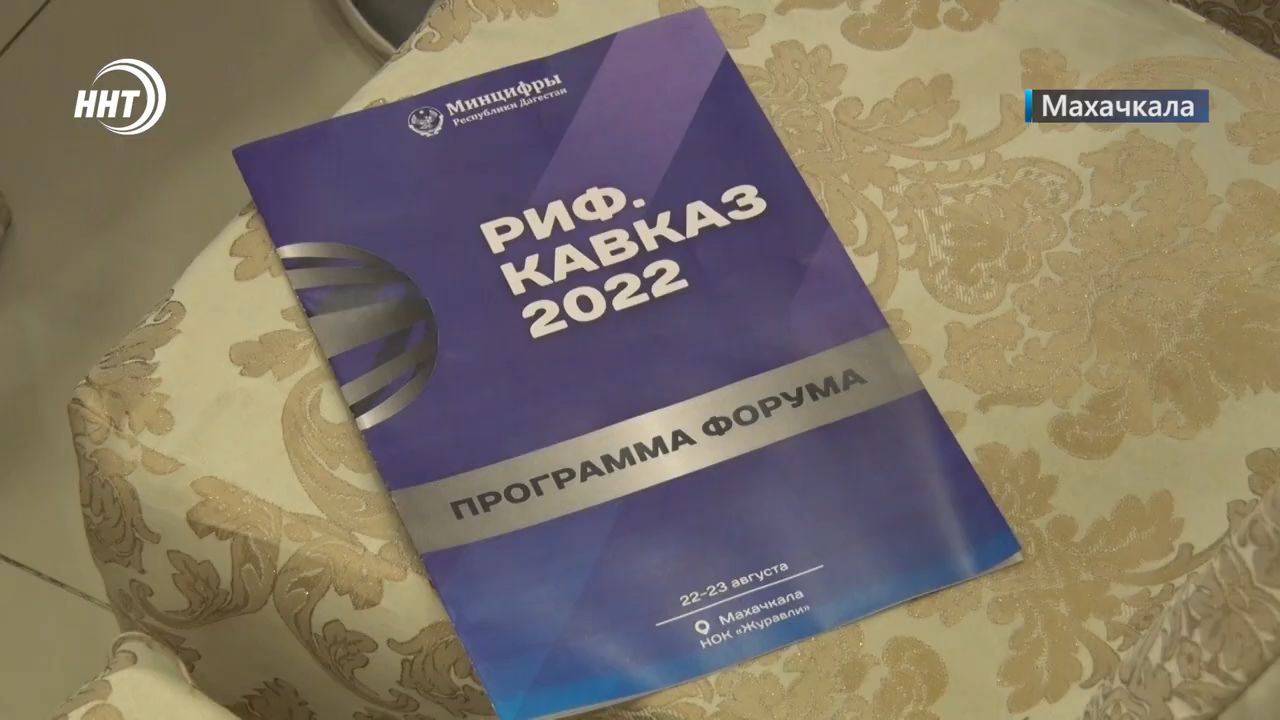 ННТ
Махачкала
Минцифры
Республики Дагестан
РИФ.
КАВКАЗ
2022
ПРОГРАММА ФОРУМА
22-23 августа
Махачкала
НОК «Журавли»